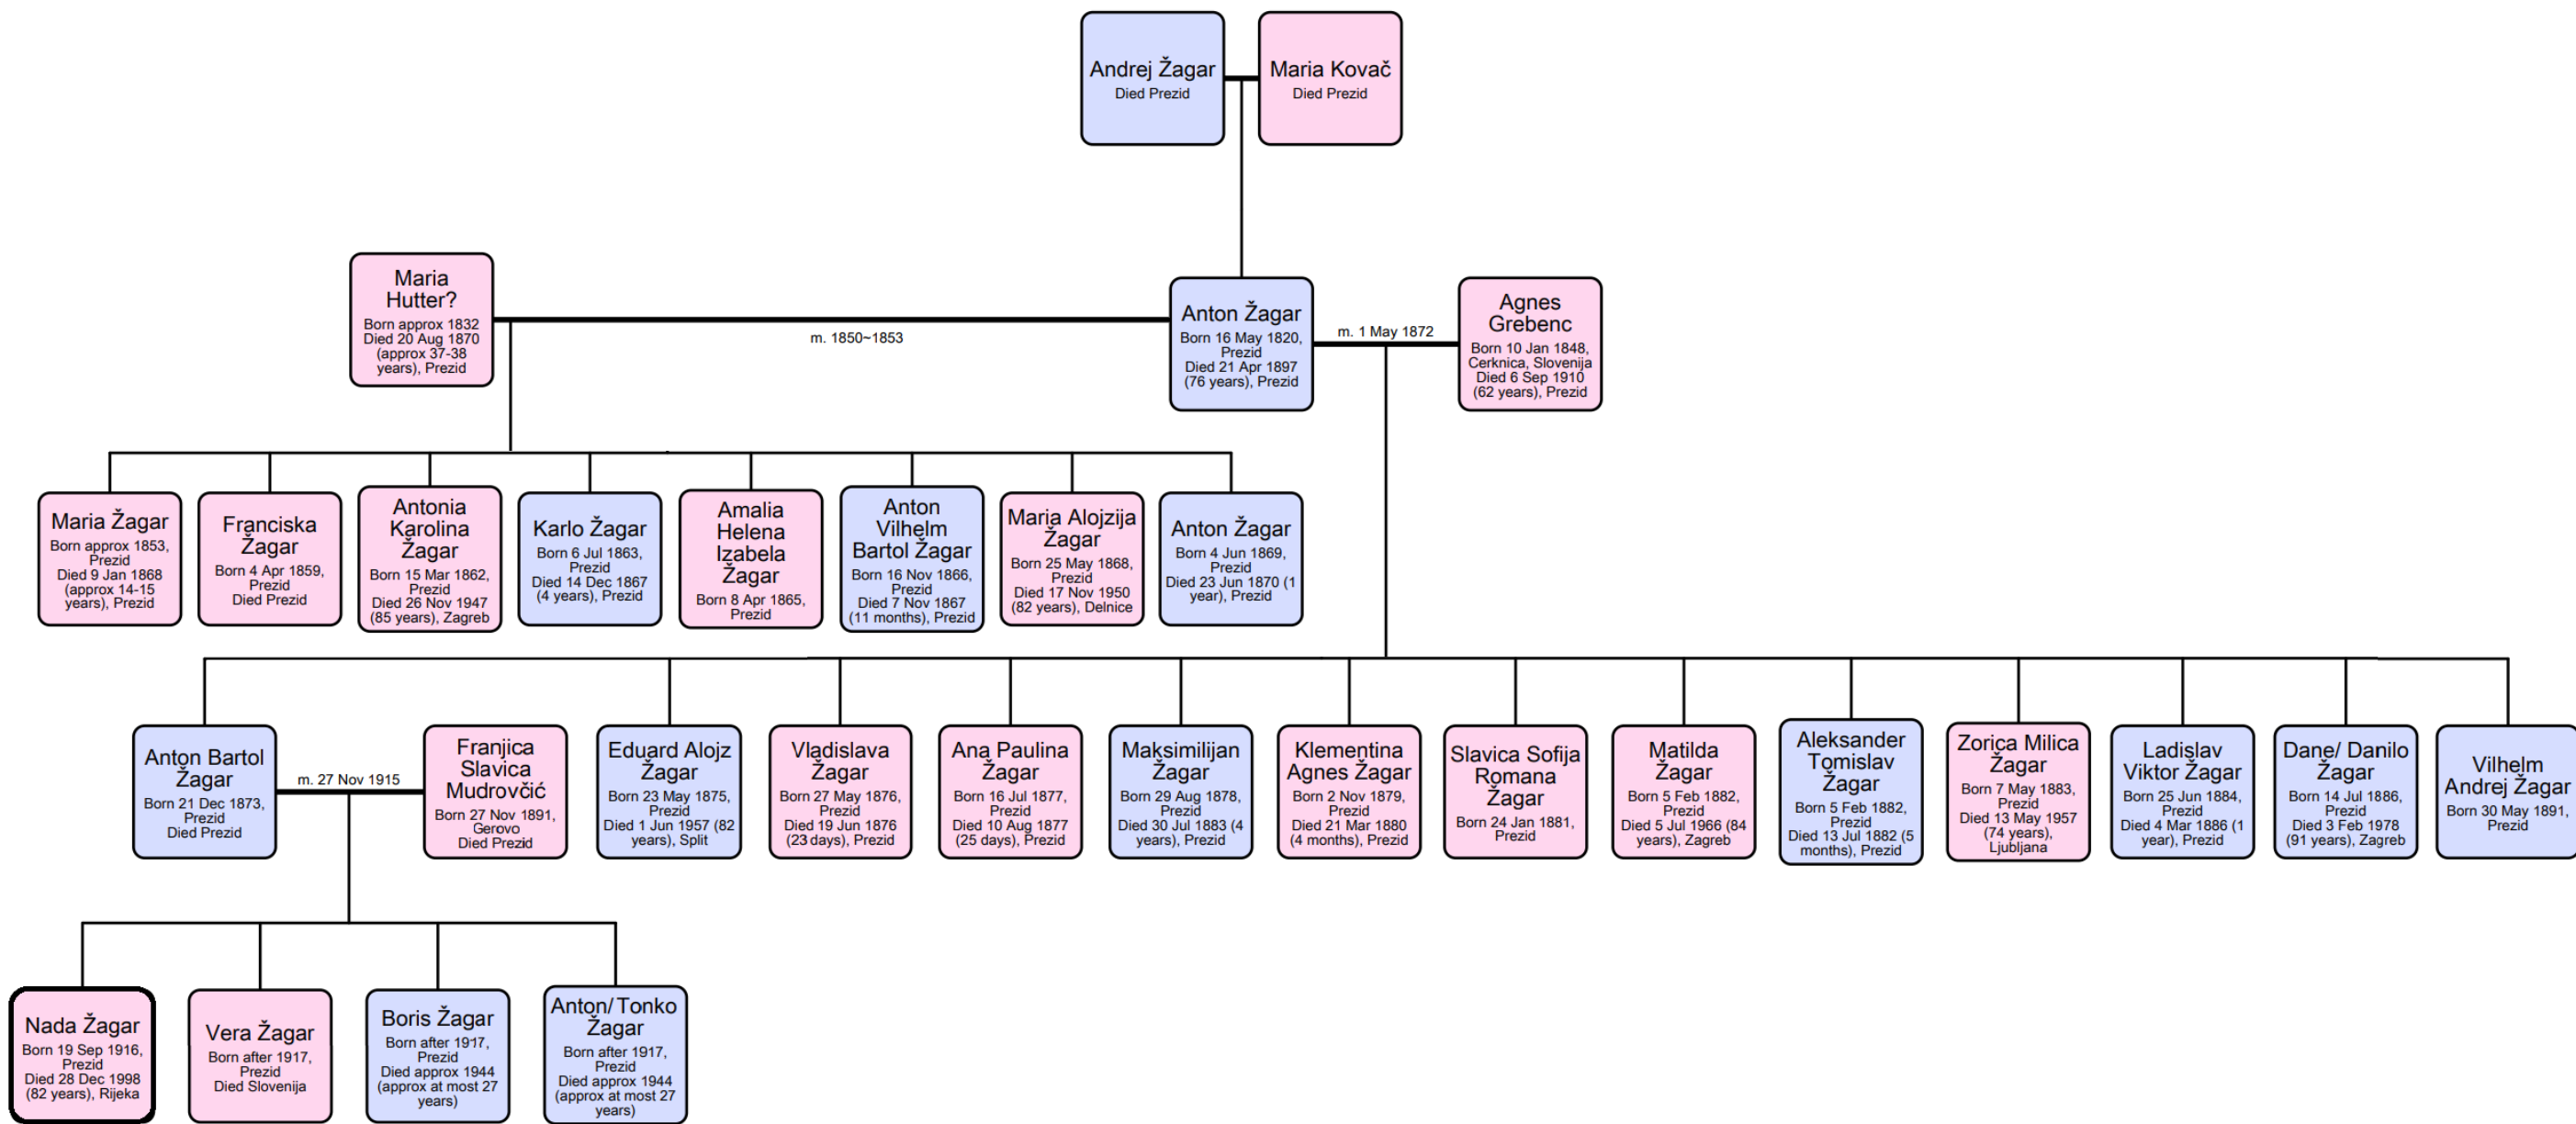 Andrej Žagar
Died Prezid
Maria Kovač
Died Prezid
Maria
Hutter?
Born approx 1832
Died 20 Aug 1870
(approx 37-38
years), Prezid
m. 1850~1853
Anton Žagar
Born 16 May 1820,
Prezid
Died 21 Apr 1897
(76 years), Prezid
m. 1 May 1872
Agnes
Grebenc
Born 10 Jan 1848,
Cerknica, Slovenija
Died 6 Sep 1910
(62 years), Prezid
Maria Žagar
Born approx 1853,
Prezid
Died 9 Jan 1868
(approx 14-15
years), Prezid
Franciska
Žagar
Born 4 Apr 1859,
Prezid
Died Prezid
Antonia
Karolina
Žagar
Born 15 Mar 1862,
Prezid
Died 26 Nov 1947
(85 years), Zagreb
Karlo Žagar
Born 6 Jul 1863,
Prezid
Died 14 Dec 1867
(4 years), Prezid
Amalia
Helena
Izabela
Žagar
Born 8 Apr 1865,
Prezid
Anton
Vilhelm
Bartol Žagar
Born 16 Nov 1866,
Prezid
Died 7 Nov 1867
(11 months), Prezid
Maria Alojzija
Žagar
Born 25 May 1868,
Prezid
Died 17 Nov 1950
(82 years), Delnice
Anton Žagar
Born 4 Jun 1869,
Prezid
Died 23 Jun 1870 (1
year), Prezid
Anton Bartol
Žagar
Born 21 Dec 1873,
Prezid
Died Prezid
m. 27 Nov 1915
Franjica
Slavica
Mudrovčić
Born 27 Nov 1891,
Gerovo
Died Prezid
Eduard Alojz
Žagar
Born 23 May 1875,
Prezid
Died 1 Jun 1957 (82
years), Split
Vladislava
Žagar
Born 27 May 1876,
Prezid
Died 19 Jun 1876
(23 days), Prezid
Ana Paulina
Žagar
Born 16 Jul 1877,
Prezid
Died 10 Aug 1877
(25 days), Prezid
Maksimilijan
Žagar
Born 29 Aug 1878,
Prezid
Died 30 Jul 1883 (4
years), Prezid
Klementina
Agnes Žagar
Born 2 Nov 1879,
Prezid
Died 21 Mar 1880
(4 months), Prezid
Slavica Sofija
Romana
Žagar
Born 24 Jan 1881,
Prezid
Matilda
Žagar
Born 5 Feb 1882,
Prezid
Died 5 Jul 1966 (84
years), Zagreb
Aleksander
Tomislav
Žagar
Born 5 Feb 1882,
Prezid
Died 13 Jul 1882 (5
months), Prezid
Zorica Milica
Žagar
Born 7 May 1883,
Prezid
Died 13 May 1957
(74 years),
Ljubljana
Ladislav
Viktor Žagar
Born 25 Jun 1884,
Prezid
Died 4 Mar 1886 (1
year), Prezid
Dane/ Danilo
Žagar
Born 14 Jul 1886,
Prezid
Died 3 Feb 1978
(91 years), Zagreb
Vilhelm
Andrej Žagar
Born 30 May 1891,
Prezid
Nada Žagar
Born 19 Sep 1916,
Prezid
Died 28 Dec 1998
(82 years), Rijeka
Vera Žagar
Born after 1917,
Prezid
Died Slovenija
Boris Žagar
Born after 1917,
Prezid
Died approx 1944
(approx at most 27
years)
Anton/ Tonko
Žagar
Born after 1917,
Prezid
Died approx 1944
(approx at most 27
years)